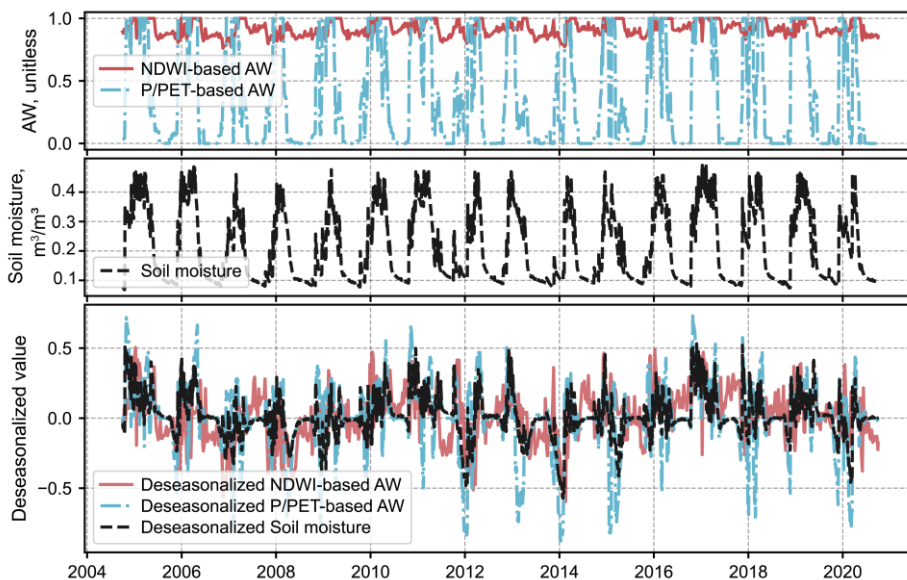 AW, unitless
1.0
0.5
0.0
NDWI-based AW
P/PET-based AW
Soil moisture,
m³/m³
0.4
0.3
0.2
0.1
Soil moisture
Deseasonalized value
0.5
0.0
−0.5
Deseasonalized NDWI-based AW
Deseasonalized P/PET-based AW
Deseasonalized Soil moisture
2004 2006 2008 2010 2012 2014 2016 2018 2020